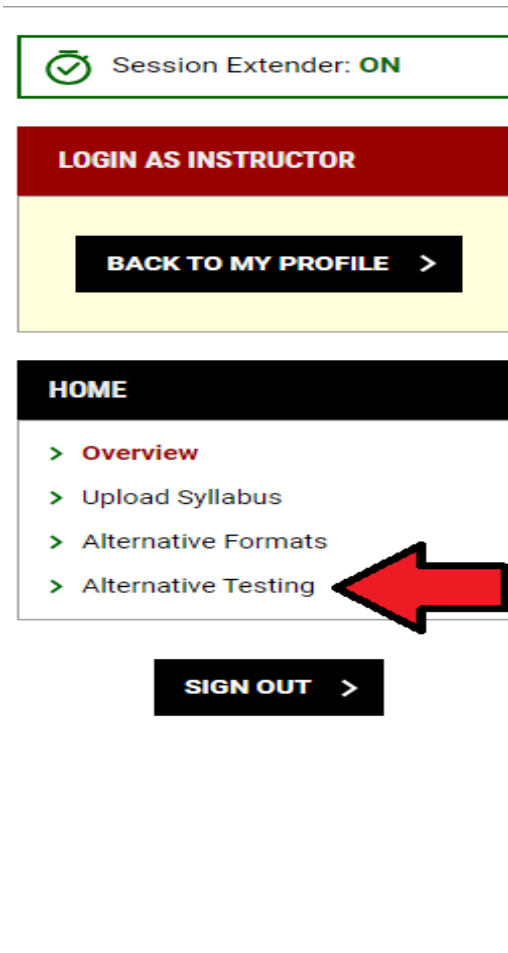 Session Extender: ON
LOGIN AS INSTRUCTOR
BACK TO MY PROFILE >
HOME
> Overview
> Upload Syllabus
> Alternative Formats
> Alternative Testing
SIGN OUT >